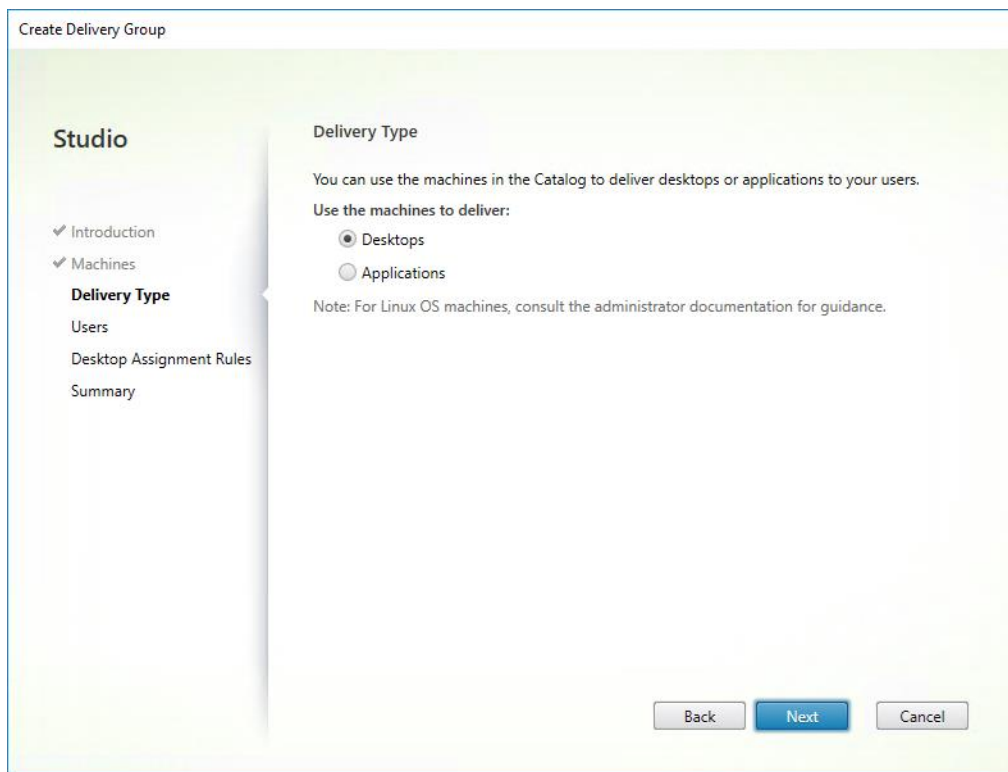 Create Delivery Group
Studio
Introduction
Machines
Delivery Type
Users
Desktop Assignment Rules
Summary
Delivery Type
You can use the machines in the Catalog to deliver desktops or applications to your users.
Use the machines to deliver:
Desktops
Applications
Note: For Linux OS machines, consult the administrator documentation for guidance.
Back
Next
Cancel